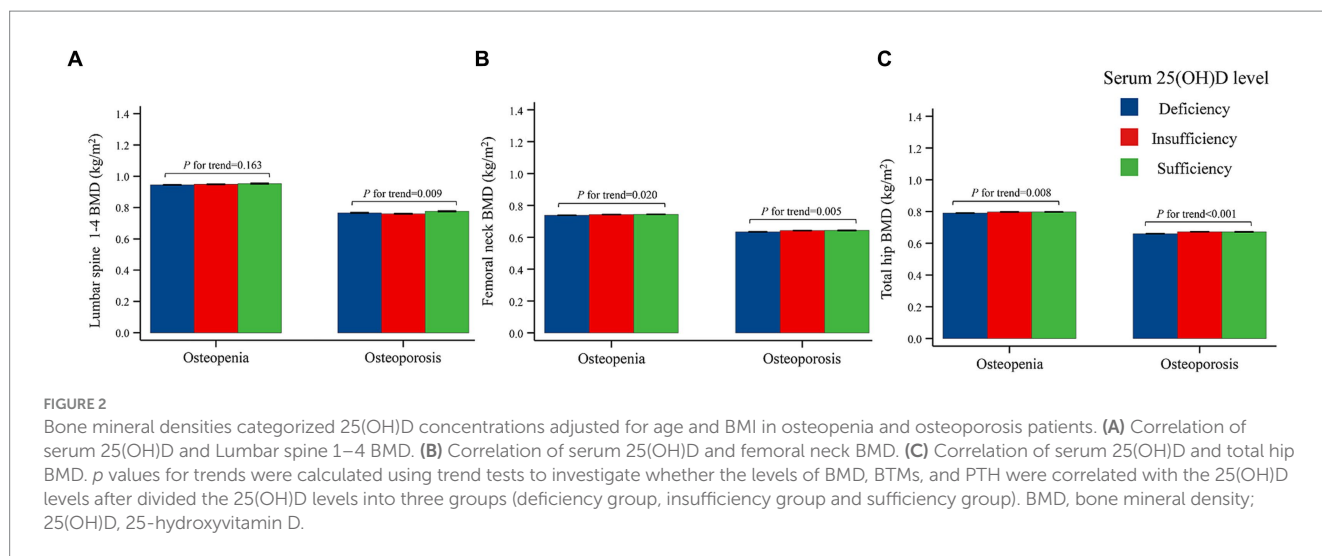 A
B
C
Serum 25(OH)D level
Deficiency
Insufficiency
Sufficiency
Lumbar spine 1-4 BMD (kg/m²)
1.4
1.2
1.0
0.8
0.6
0.4
0.2
0.0
P for trend=0.163
P for trend=0.009
Osteopenia
Osteoporosis
Femoral neck BMD (kg/m²)
1.4
1.2
1.0
0.8
0.6
0.4
0.2
0.0
P for trend=0.020
P for trend=0.005
Osteopenia
Osteoporosis
Total hip BMD (kg/m²)
1.4
1.2
1.0
0.8
0.6
0.4
0.2
0.0
P for trend=0.008
P for trend<0.001
Osteopenia
Osteoporosis
FIGURE 2
Bone mineral densities categorized 25(OH)D concentrations adjusted for age and BMI in osteopenia and osteoporosis patients. (A) Correlation of
serum 25(OH)D and Lumbar spine 1–4 BMD. (B) Correlation of serum 25(OH)D and femoral neck BMD. (C) Correlation of serum 25(OH)D and total hip
BMD. p values for trends were calculated using trend tests to investigate whether the levels of BMD, BTMs, and PTH were correlated with the 25(OH)D
levels after divided the 25(OH)D levels into three groups (deficiency group, insufficiency group and sufficiency group). BMD, bone mineral density;
25(OH)D, 25-hydroxyvitamin D.